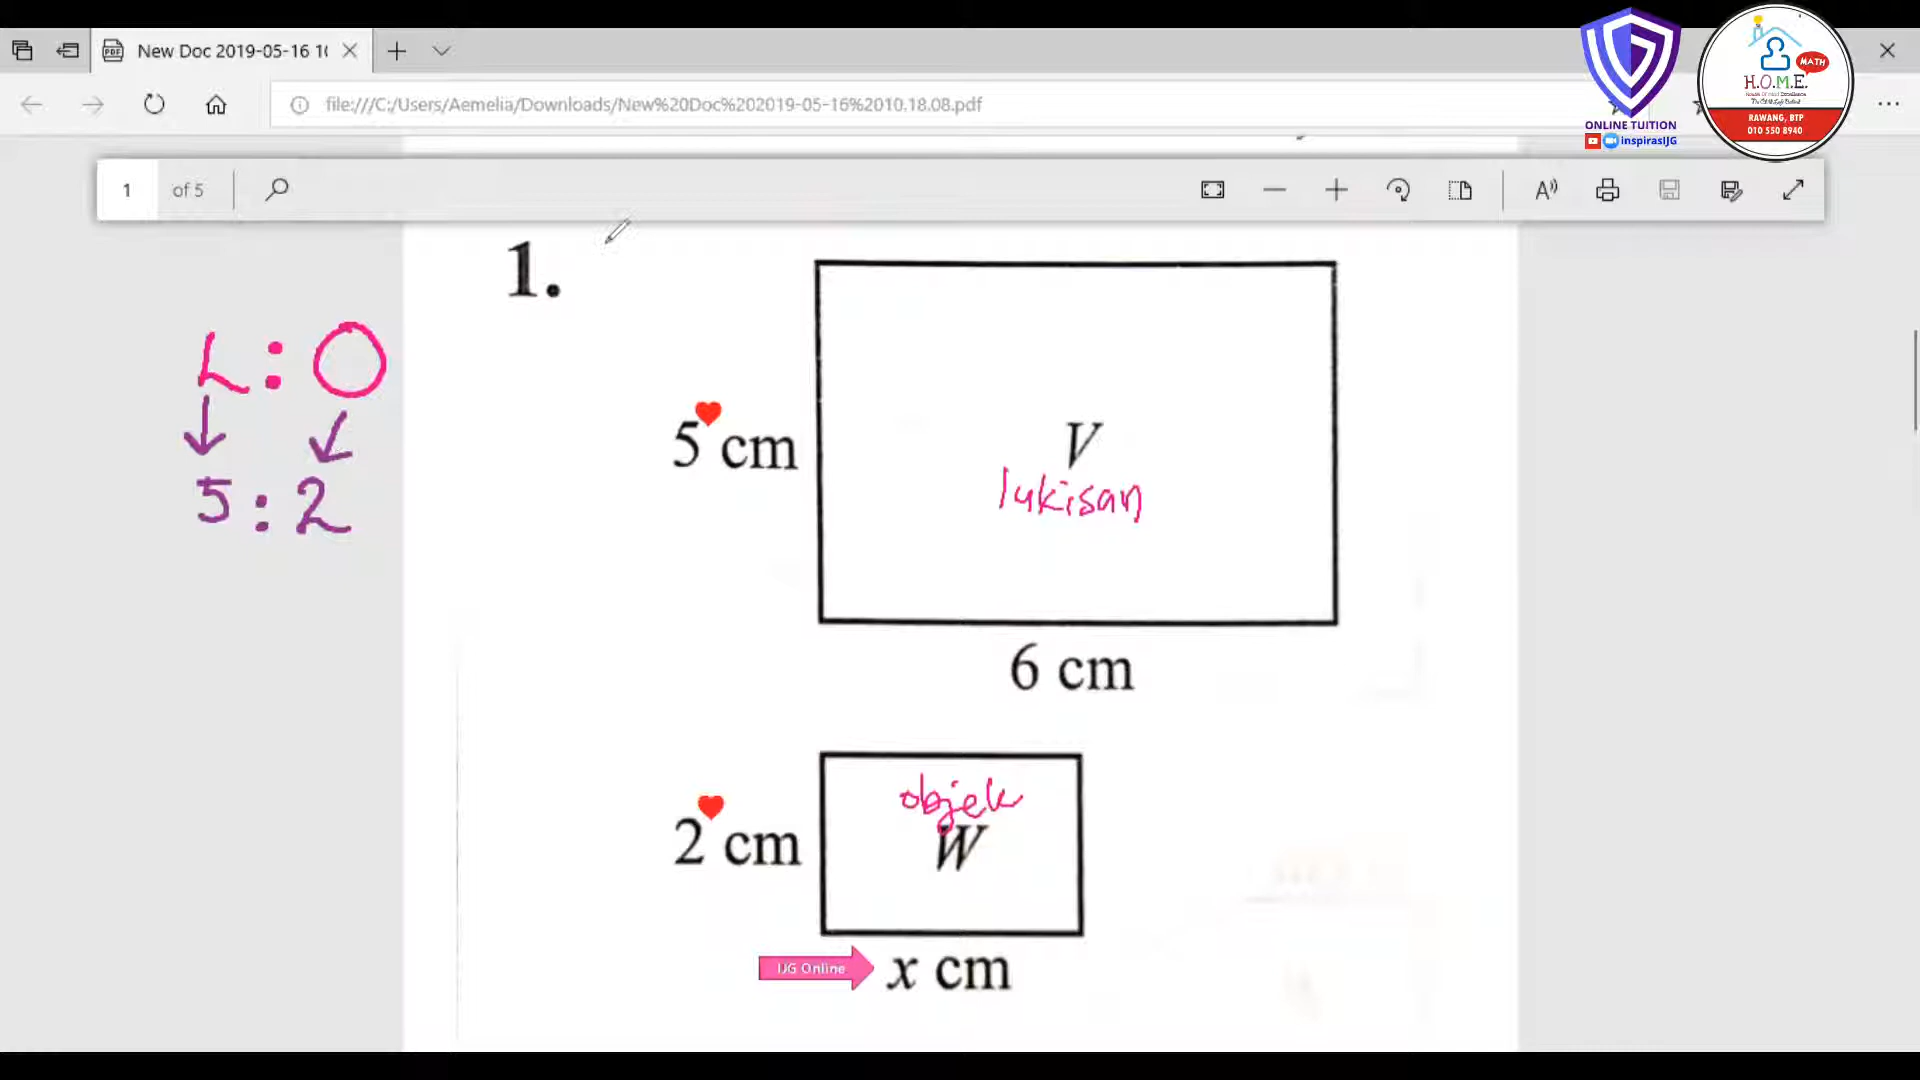 New Doc 2019-05-16 1
file:///C:/Users/Aemelia/Downloads/New%20Doc%202019-05-16%2010.18.08.pdf
ONLINE TUITION
inspirasIJG
MATH
H.O.M.E.
RAWANG, BTP
010 550 8940
1 of 5
1.
L : O
5 : 2
5 cm
V
lukisan
6 cm
objek
2 cm
W
IJG Online
x cm